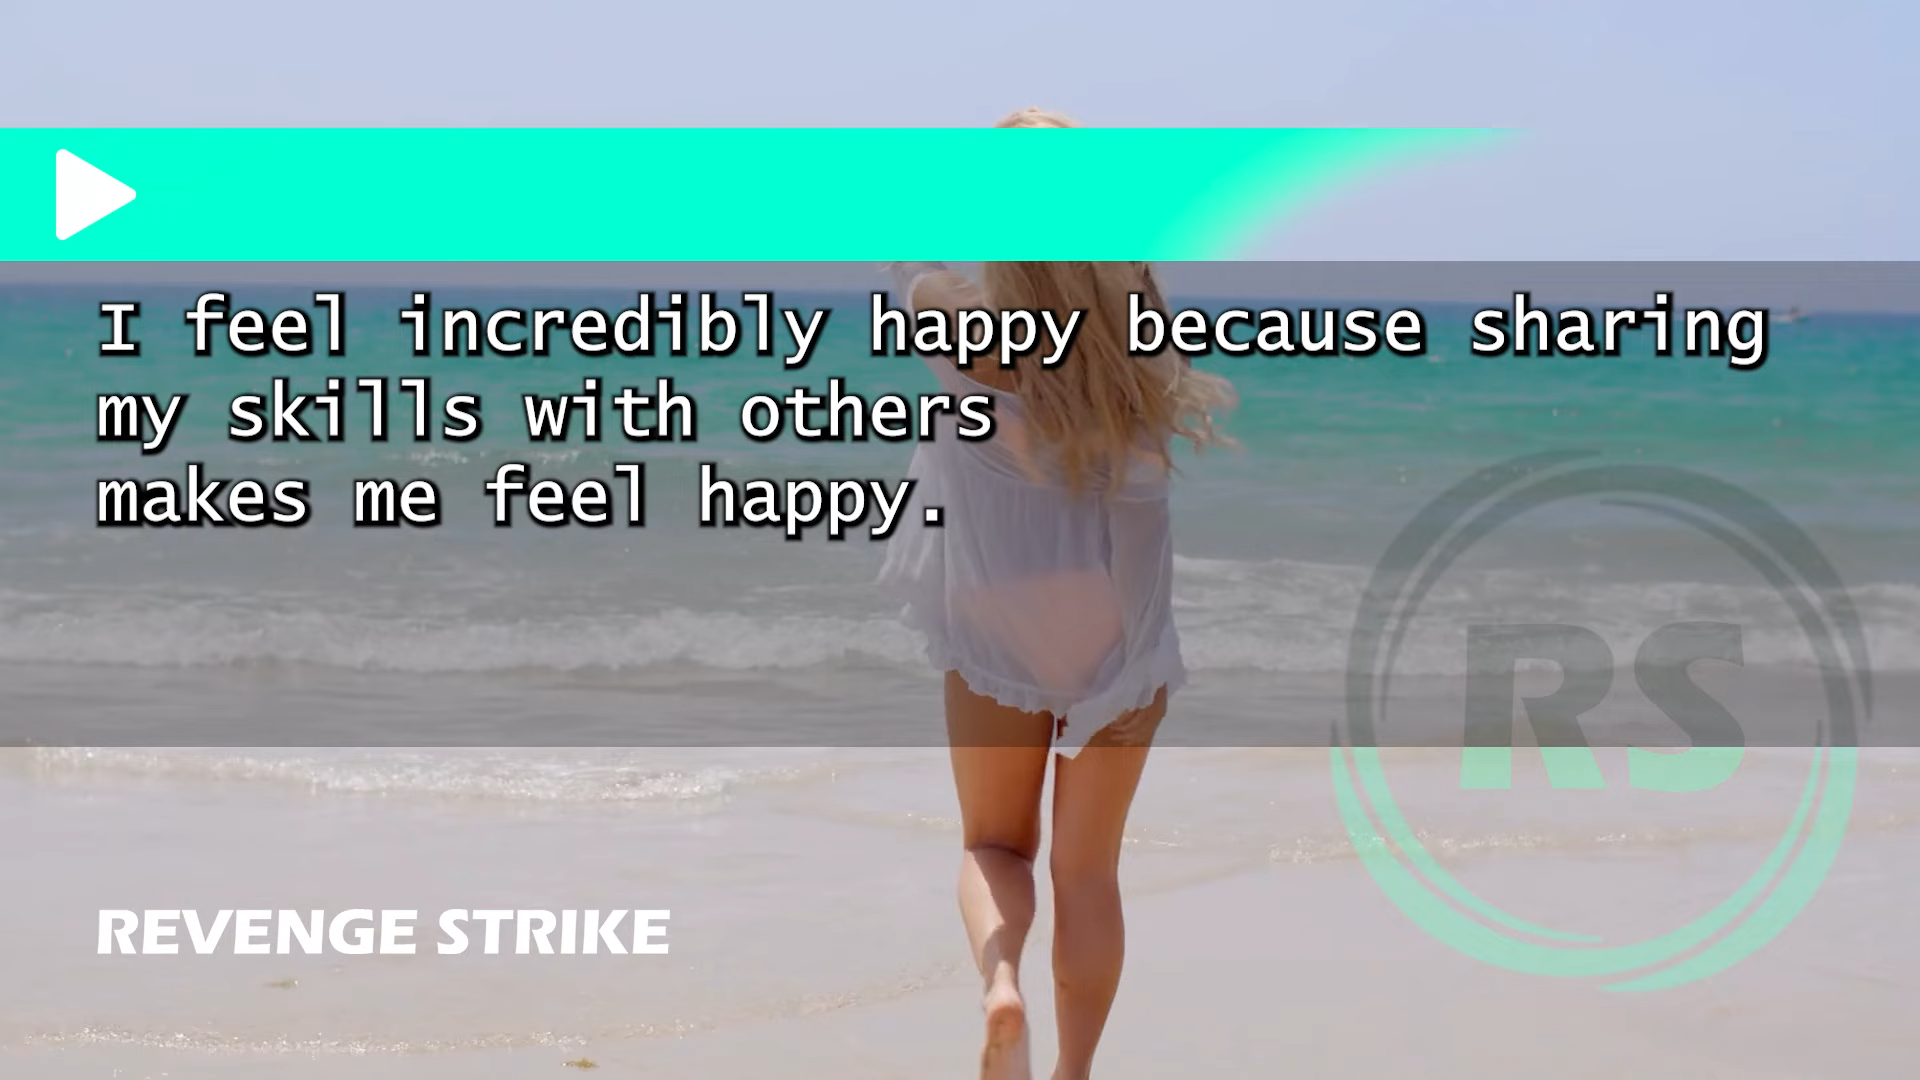 I feel incredibly happy because sharing
my skills with others
makes me feel happy.
RS
REVENGE STRIKE